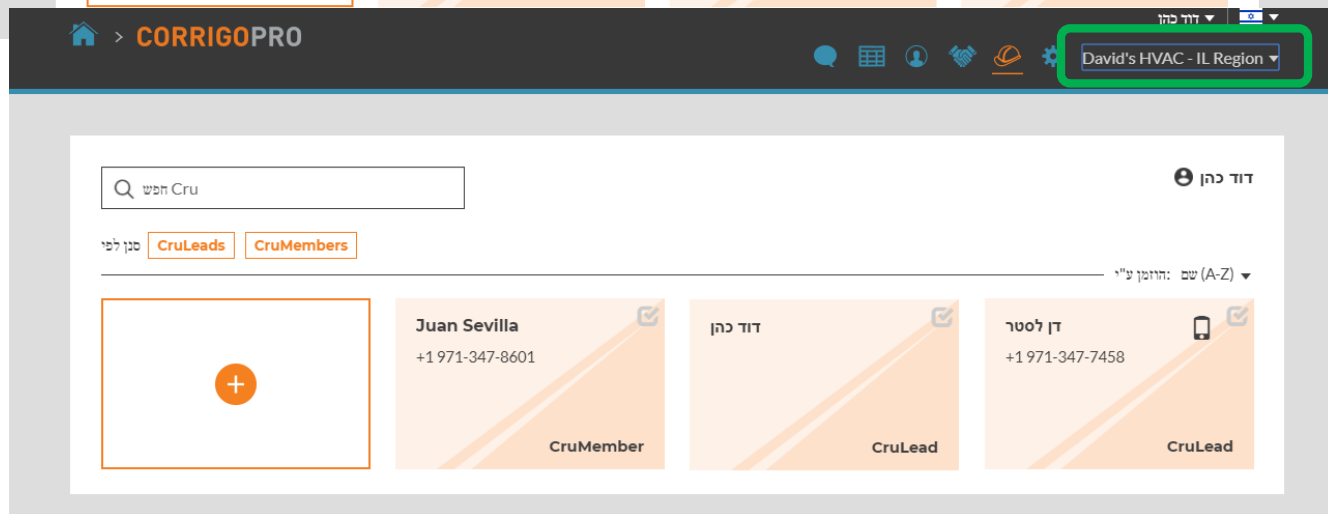 דוד כהן
> CORRIGOPRO
David's HVAC - IL Region
חפש Cru
דוד כהן
סנן לפי CruLeads CruMembers
הוזמן ע"י: שם (A-Z)
Juan Sevilla
+1 971-347-8601
CruMember
דוד כהן
CruLead
דן לסטר
+1 971-347-7458
CruLead